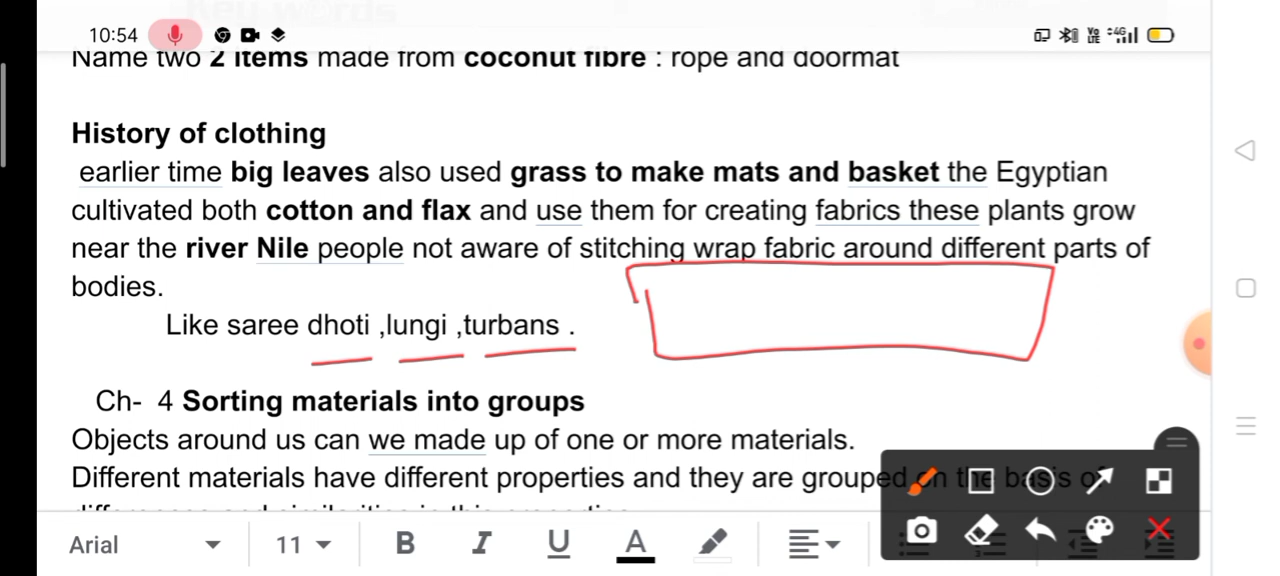 Key words
10:54
Name two 2 items made from coconut fibre : rope and doormat
History of clothing
earlier time big leaves also used grass to make mats and basket the Egyptian
cultivated both cotton and flax and use them for creating fabrics these plants grow
near the river Nile people not aware of stitching wrap fabric around different parts of
bodies.
Like saree dhoti ,lungi ,turbans .
Ch- 4 Sorting materials into groups
Objects around us can we made up of one or more materials.
Different materials have different properties and they are grouped on the basis of
Arial 11 B I U A